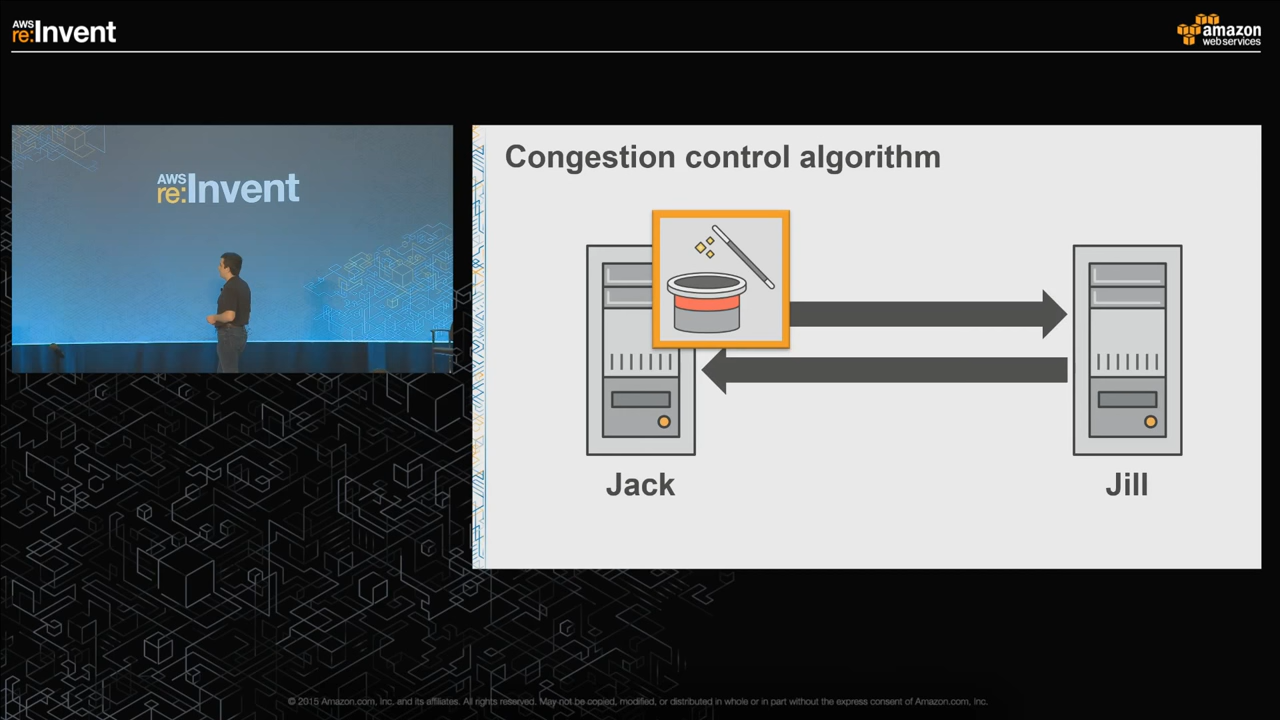 AWS
re:Invent
amazon
web services
AWS
re:Invent
Congestion control algorithm
Jack
Jill
© 2015 Amazon.com, Inc. and its affiliates. All rights reserved. May not be copied, modified, or distributed in whole or in part without the express consent of Amazon.com, Inc.